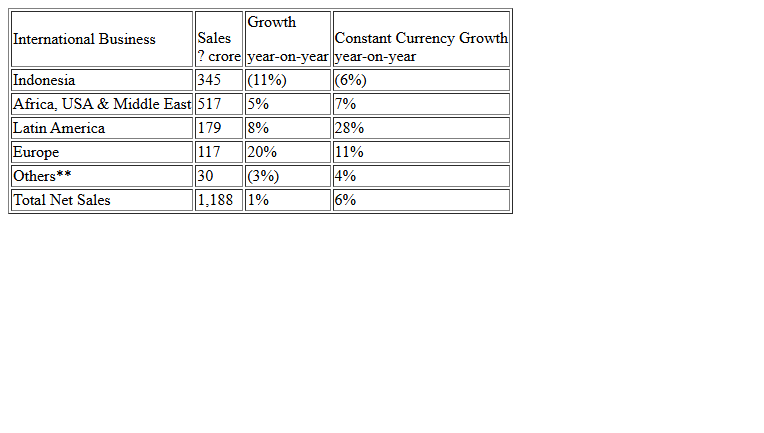 International Business Sales ? crore Growth year-on-year Constant Currency Growth year-on-year
Indonesia 345 (11%) (6%)
Africa, USA & Middle East 517 5% 7%
Latin America 179 8% 28%
Europe 117 20% 11%
Others** 30 (3%) 4%
Total Net Sales 1,188 1% 6%